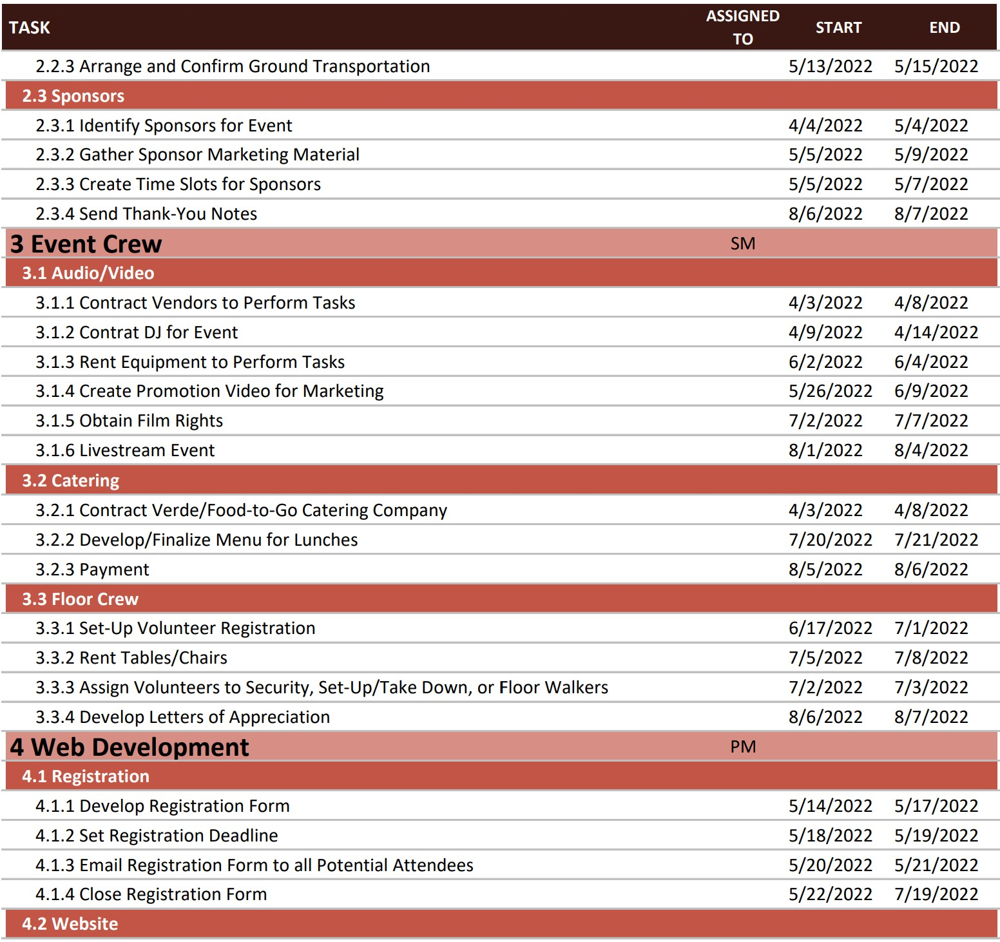 TASK ASSIGNED TO START END
2.2.3 Arrange and Confirm Ground Transportation 5/13/2022 5/15/2022
2.3 Sponsors
2.3.1 Identify Sponsors for Event 4/4/2022 5/4/2022
2.3.2 Gather Sponsor Marketing Material 5/5/2022 5/9/2022
2.3.3 Create Time Slots for Sponsors 5/5/2022 5/7/2022
2.3.4 Send Thank-You Notes 8/6/2022 8/7/2022
3 Event Crew SM
3.1 Audio/Video
3.1.1 Contract Vendors to Perform Tasks 4/3/2022 4/8/2022
3.1.2 Contrat DJ for Event 4/9/2022 4/14/2022
3.1.3 Rent Equipment to Perform Tasks 6/2/2022 6/4/2022
3.1.4 Create Promotion Video for Marketing 5/26/2022 6/9/2022
3.1.5 Obtain Film Rights 7/2/2022 7/7/2022
3.1.6 Livestream Event 8/1/2022 8/4/2022
3.2 Catering
3.2.1 Contract Verde/Food-to-Go Catering Company 4/3/2022 4/8/2022
3.2.2 Develop/Finalize Menu for Lunches 7/20/2022 7/21/2022
3.2.3 Payment 8/5/2022 8/6/2022
3.3 Floor Crew
3.3.1 Set-Up Volunteer Registration 6/17/2022 7/1/2022
3.3.2 Rent Tables/Chairs 7/5/2022 7/8/2022
3.3.3 Assign Volunteers to Security, Set-Up/Take Down, or Floor Walkers 7/2/2022 7/3/2022
3.3.4 Develop Letters of Appreciation 8/6/2022 8/7/2022
4 Web Development PM
4.1 Registration
4.1.1 Develop Registration Form 5/14/2022 5/17/2022
4.1.2 Set Registration Deadline 5/18/2022 5/19/2022
4.1.3 Email Registration Form to all Potential Attendees 5/20/2022 5/21/2022
4.1.4 Close Registration Form 5/22/2022 7/19/2022
4.2 Website